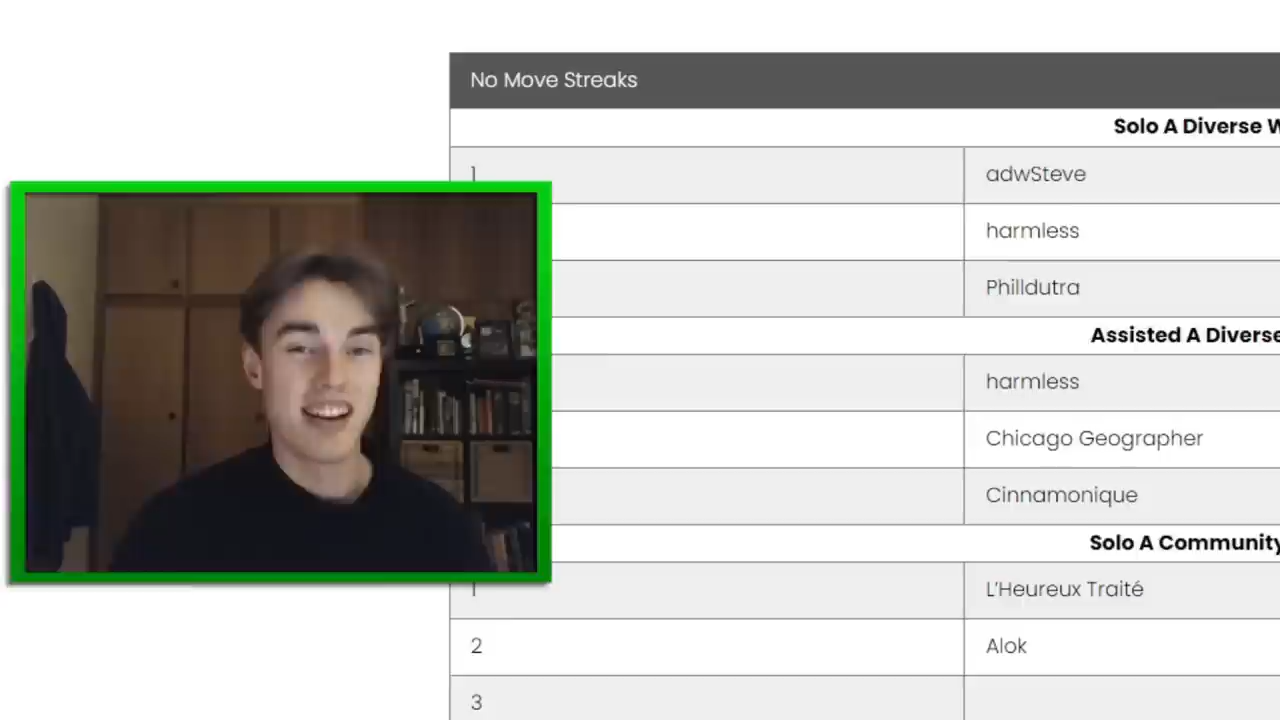 No Move Streaks
Solo A Diverse W
1 adwSteve
harmless
Philldutra
Assisted A Diverse
harmless
Chicago Geographer
Cinnamonique
Solo A Community
1 L'Heureux Traité
2 Alok
3